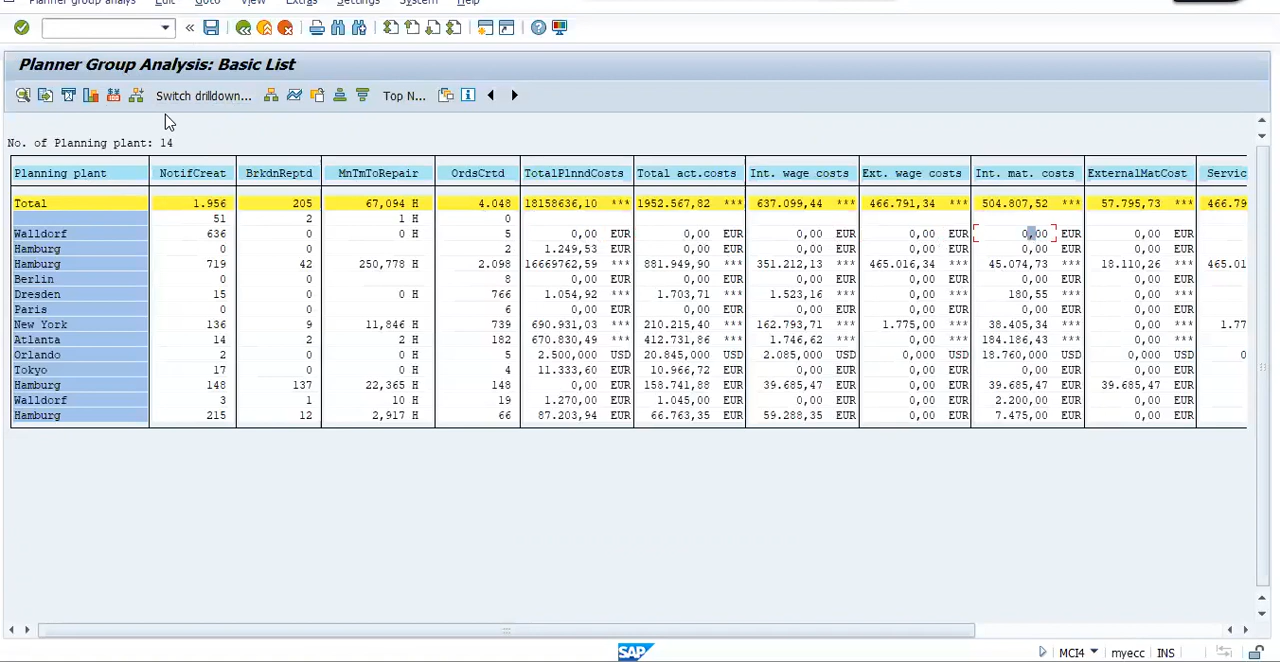 Planner group analys Edit Goto View Extras Settings System Help
Planner Group Analysis: Basic List
Switch drilldown... Top N...
No. of Planning plant: 14
Planning plant NotifCreat BrkdnReptd MnTmToRepair OrdsCrtd TotalPlnndCosts Total act.costs Int. wage costs Ext. wage costs Int. mat. costs ExternalMatCost Servic
Total 1.956 205 67,094 H 4.048 18158636,10 *** 1952.567,82 *** 637.099,44 *** 466.791,34 *** 504.807,52 *** 57.795,73 *** 466.79
51 2 1 H 0
Walldorf 636 0 0 H 5 0,00 EUR 0,00 EUR 0,00 EUR 0,00 EUR 0,00 EUR 0,00 EUR
Hamburg 0 0 2 1.249,53 EUR 0,00 EUR 0,00 EUR 0,00 EUR 0,00 EUR 0,00 EUR
Hamburg 719 42 250,778 H 2.098 16669762,59 *** 881.949,90 *** 351.212,13 *** 465.016,34 *** 45.074,73 *** 18.110,26 *** 465.01
Berlin 0 0 8 0,00 EUR 0,00 EUR 0,00 EUR 0,00 EUR 0,00 EUR 0,00 EUR
Dresden 15 0 0 H 766 1.054,92 *** 1.703,71 *** 1.523,16 *** 0,00 *** 180,55 *** 0,00 ***
Paris 0 0 6 0,00 EUR 0,00 EUR 0,00 EUR 0,00 EUR 0,00 EUR 0,00 EUR
New York 136 9 11,846 H 739 690.931,03 *** 210.215,40 *** 162.793,71 *** 1.775,00 *** 38.405,34 *** 0,00 *** 1.77
Atlanta 14 2 2 H 182 670.830,49 *** 412.731,86 *** 1.746,62 *** 0,00 *** 184.186,43 *** 0,00 ***
Orlando 2 0 0 H 5 2.500,000 USD 20.845,000 USD 2.085,000 USD 0,000 USD 18.760,000 USD 0,000 USD 0
Tokyo 17 0 0 H 4 11.333,60 EUR 10.966,72 EUR 0,00 EUR 0,00 EUR 0,00 EUR 0,00 EUR
Hamburg 148 137 22,365 H 148 0,00 EUR 158.741,88 EUR 39.685,47 EUR 0,00 EUR 39.685,47 EUR 39.685,47 EUR
Walldorf 3 1 10 H 19 1.270,00 EUR 1.045,00 EUR 0,00 EUR 0,00 EUR 2.200,00 EUR 0,00 EUR
Hamburg 215 12 2,917 H 66 87.203,94 EUR 66.763,35 EUR 59.288,35 EUR 0,00 EUR 7.475,00 EUR 0,00 EUR
SAP MCI4 myecc INS